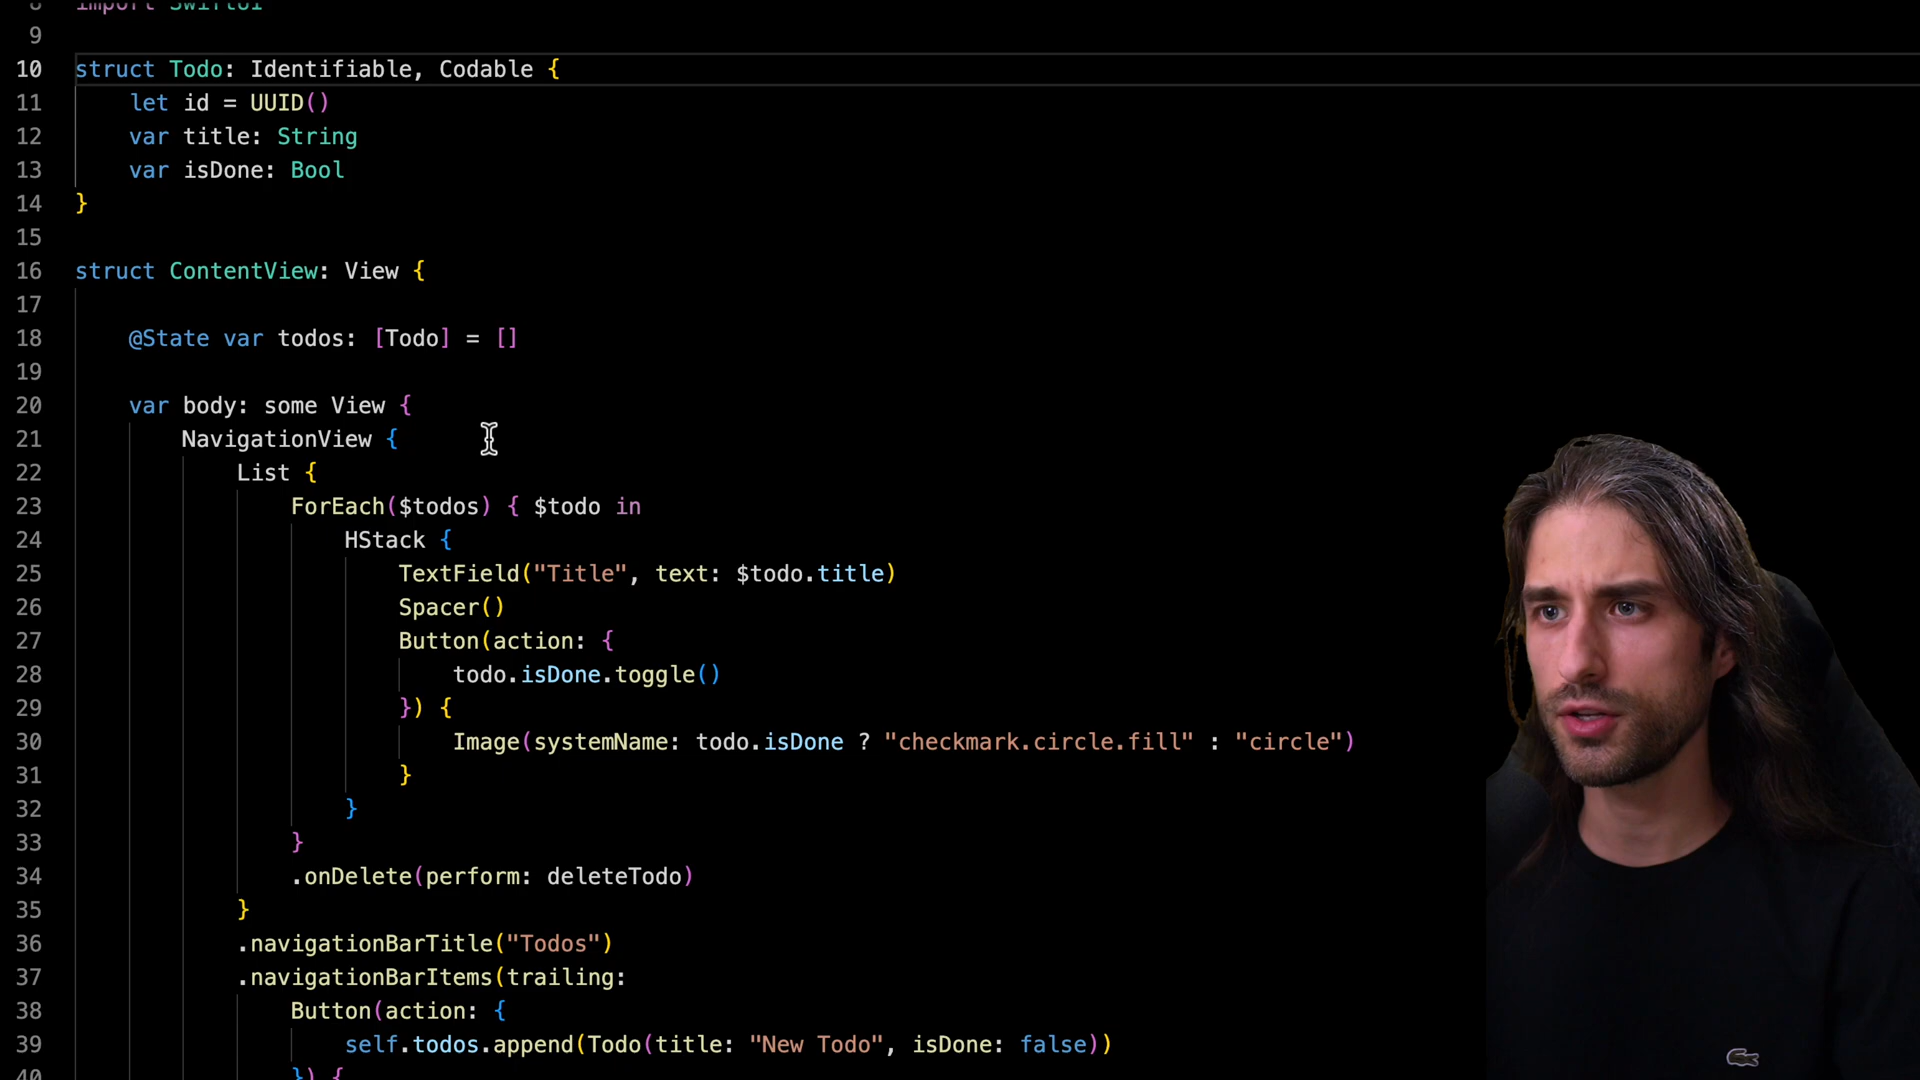 8 import SwiftUI
9
10 struct Todo: Identifiable, Codable {
11     let id = UUID()
12     var title: String
13     var isDone: Bool
14 }
15
16 struct ContentView: View {
17
18     @State var todos: [Todo] = []
19
20     var body: some View {
21         NavigationView {
22             List {
23                 ForEach($todos) { $todo in
24                     HStack {
25                         TextField("Title", text: $todo.title)
26                         Spacer()
27                         Button(action: {
28                             todo.isDone.toggle()
29                         }) {
30                             Image(systemName: todo.isDone ? "checkmark.circle.fill" : "circle")
31                         }
32                     }
33                 }
34                 .onDelete(perform: deleteTodo)
35             }
36             .navigationBarTitle("Todos")
37             .navigationBarItems(trailing:
38                 Button(action: {
39                     self.todos.append(Todo(title: "New Todo", isDone: false))
40                 }) {